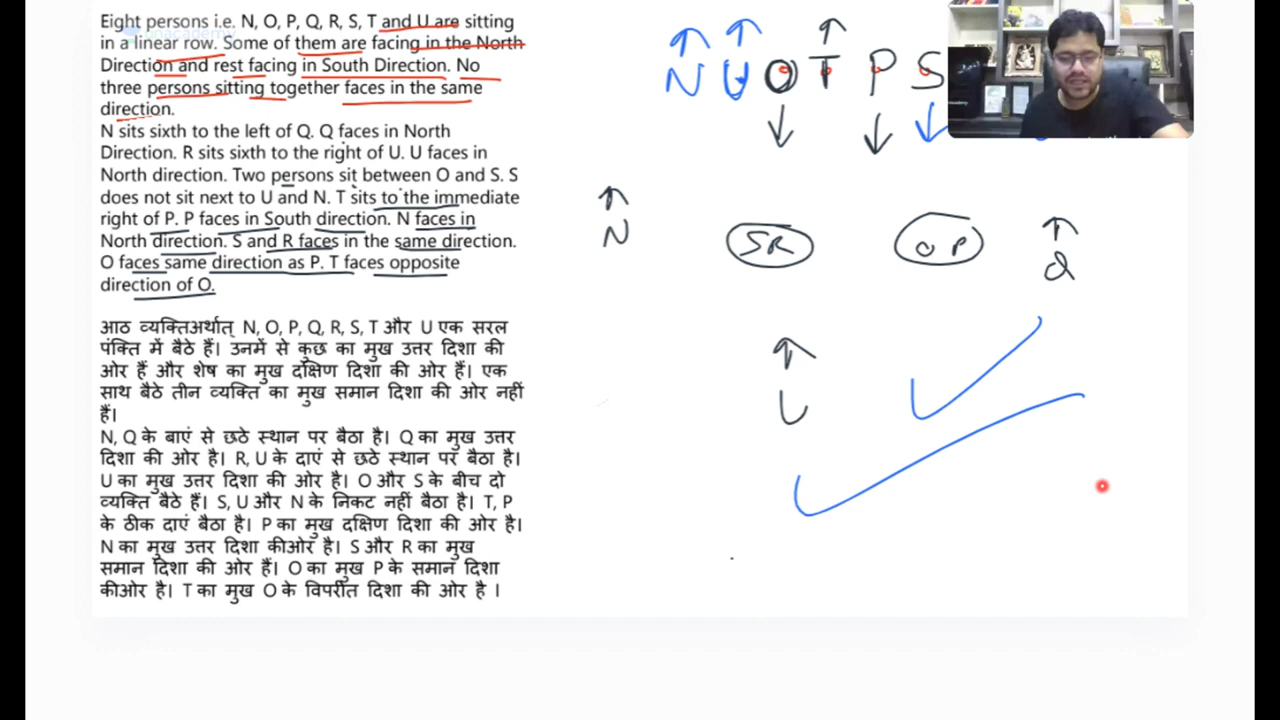 Eight persons i.e. N, O, P, Q, R, S, T and U are sitting
in a linear row. Some of them are facing in the North
Direction and rest facing in South Direction. No
three persons sitting together faces in the same
direction.
N sits sixth to the left of Q. Q faces in North
Direction. R sits sixth to the right of U. U faces in
North direction. Two persons sit between O and S. S
does not sit next to U and N. T sits to the immediate
right of P. P faces in South direction. N faces in
North direction. S and R faces in the same direction.
O faces same direction as P. T faces opposite
direction of O.
आठ व्यक्तिअर्थात् N, O, P, Q, R, S, T और U एक सरल
पंक्ति में बैठे हैं। उनमें से कुछ का मुख उत्तर दिशा की
ओर हैं और शेष का मुख दक्षिण दिशा की ओर हैं। एक
साथ बैठे तीन व्यक्ति का मुख समान दिशा की ओर नहीं
हैं।
N, Q के बाएं से छठे स्थान पर बैठा है। Q का मुख उत्तर
दिशा की ओर है। R, U के दाएं से छठे स्थान पर बैठा है।
U का मुख उत्तर दिशा की ओर है। O और S के बीच दो
व्यक्ति बैठे हैं। S, U और N के निकट नहीं बैठा है। T, P
के ठीक दाएं बैठा है। P का मुख दक्षिण दिशा की ओर है।
N का मुख उत्तर दिशा कीओर है। S और R का मुख
समान दिशा की ओर हैं। O का मुख P के समान दिशा
कीओर है। T का मुख O के विपरीत दिशा की ओर है ।
N U O T P S
N SR OP Q
U